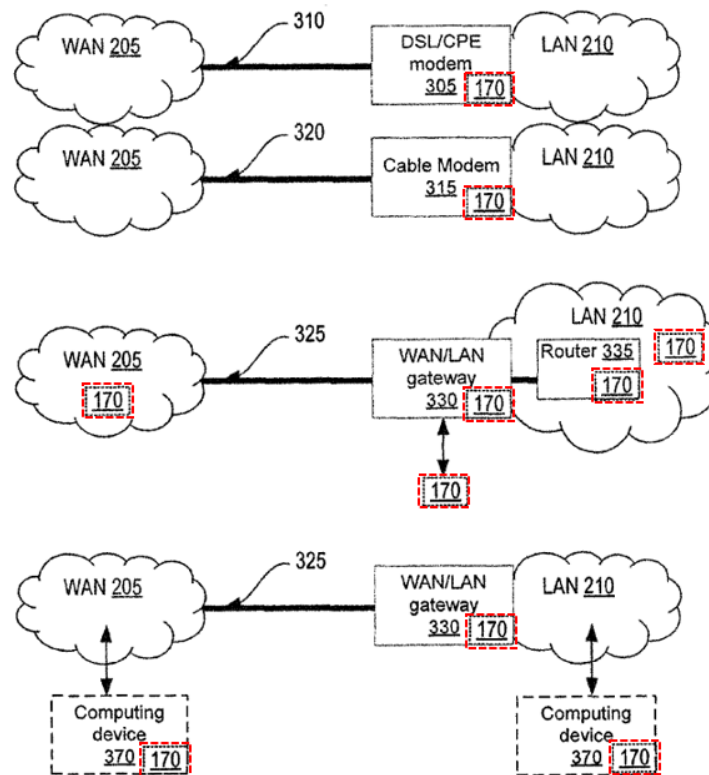 310
WAN 205
DSL/CPE
modem
305
170
LAN 210
320
WAN 205
Cable Modem
315
170
LAN 210
325
LAN 210
WAN 205
170
WAN/LAN
gateway
330
170
Router 335
170
170
170
325
WAN 205
WAN/LAN
gateway
330
170
LAN 210
Computing
device
370
170
Computing
device
370
170